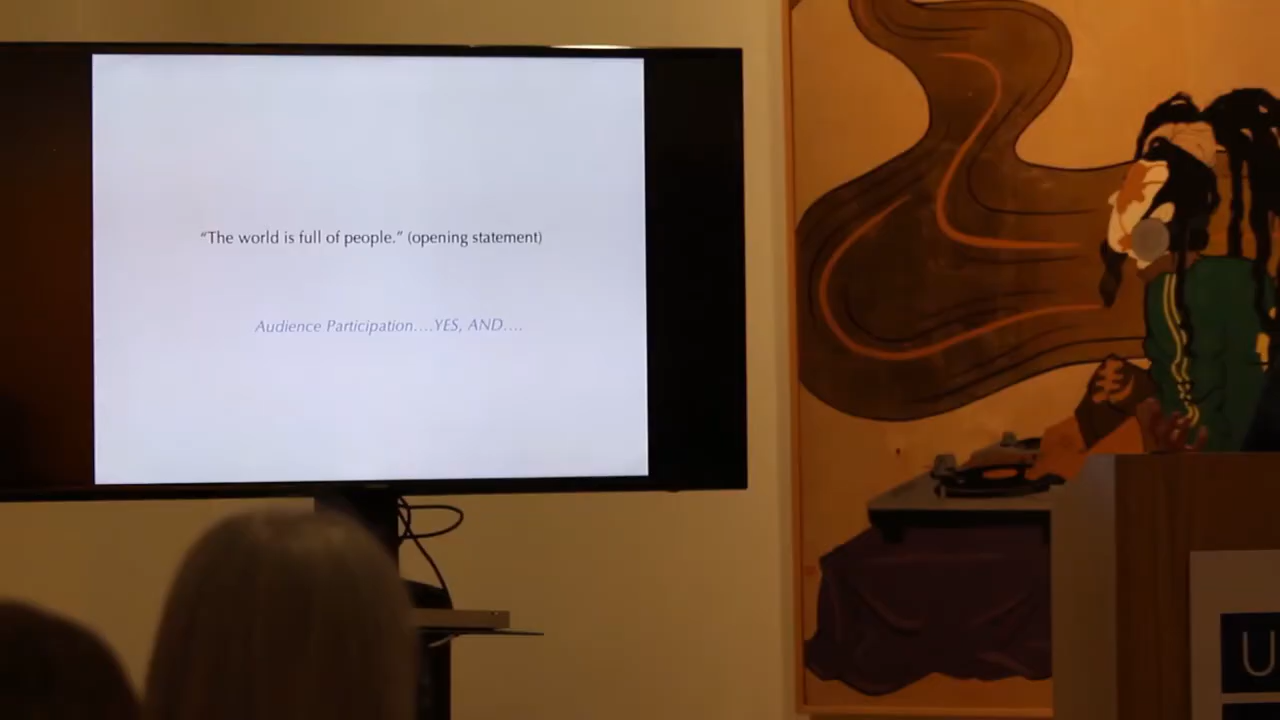 “The world is full of people.” (opening statement)
Audience Participation....YES, AND....
U